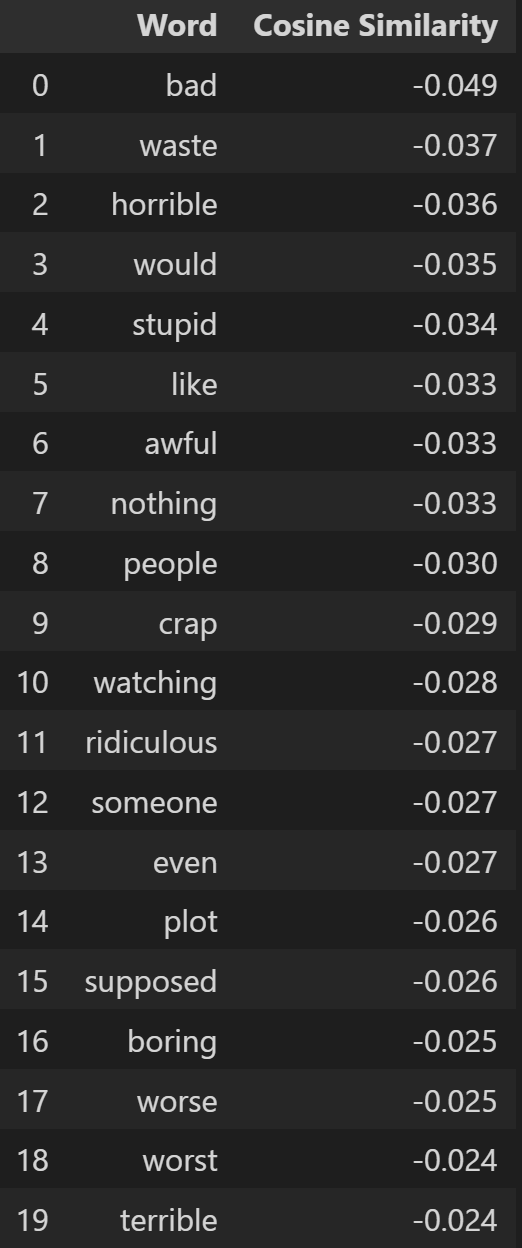 Word Cosine Similarity
0 bad -0.049
1 waste -0.037
2 horrible -0.036
3 would -0.035
4 stupid -0.034
5 like -0.033
6 awful -0.033
7 nothing -0.033
8 people -0.030
9 crap -0.029
10 watching -0.028
11 ridiculous -0.027
12 someone -0.027
13 even -0.027
14 plot -0.026
15 supposed -0.026
16 boring -0.025
17 worse -0.025
18 worst -0.024
19 terrible -0.024